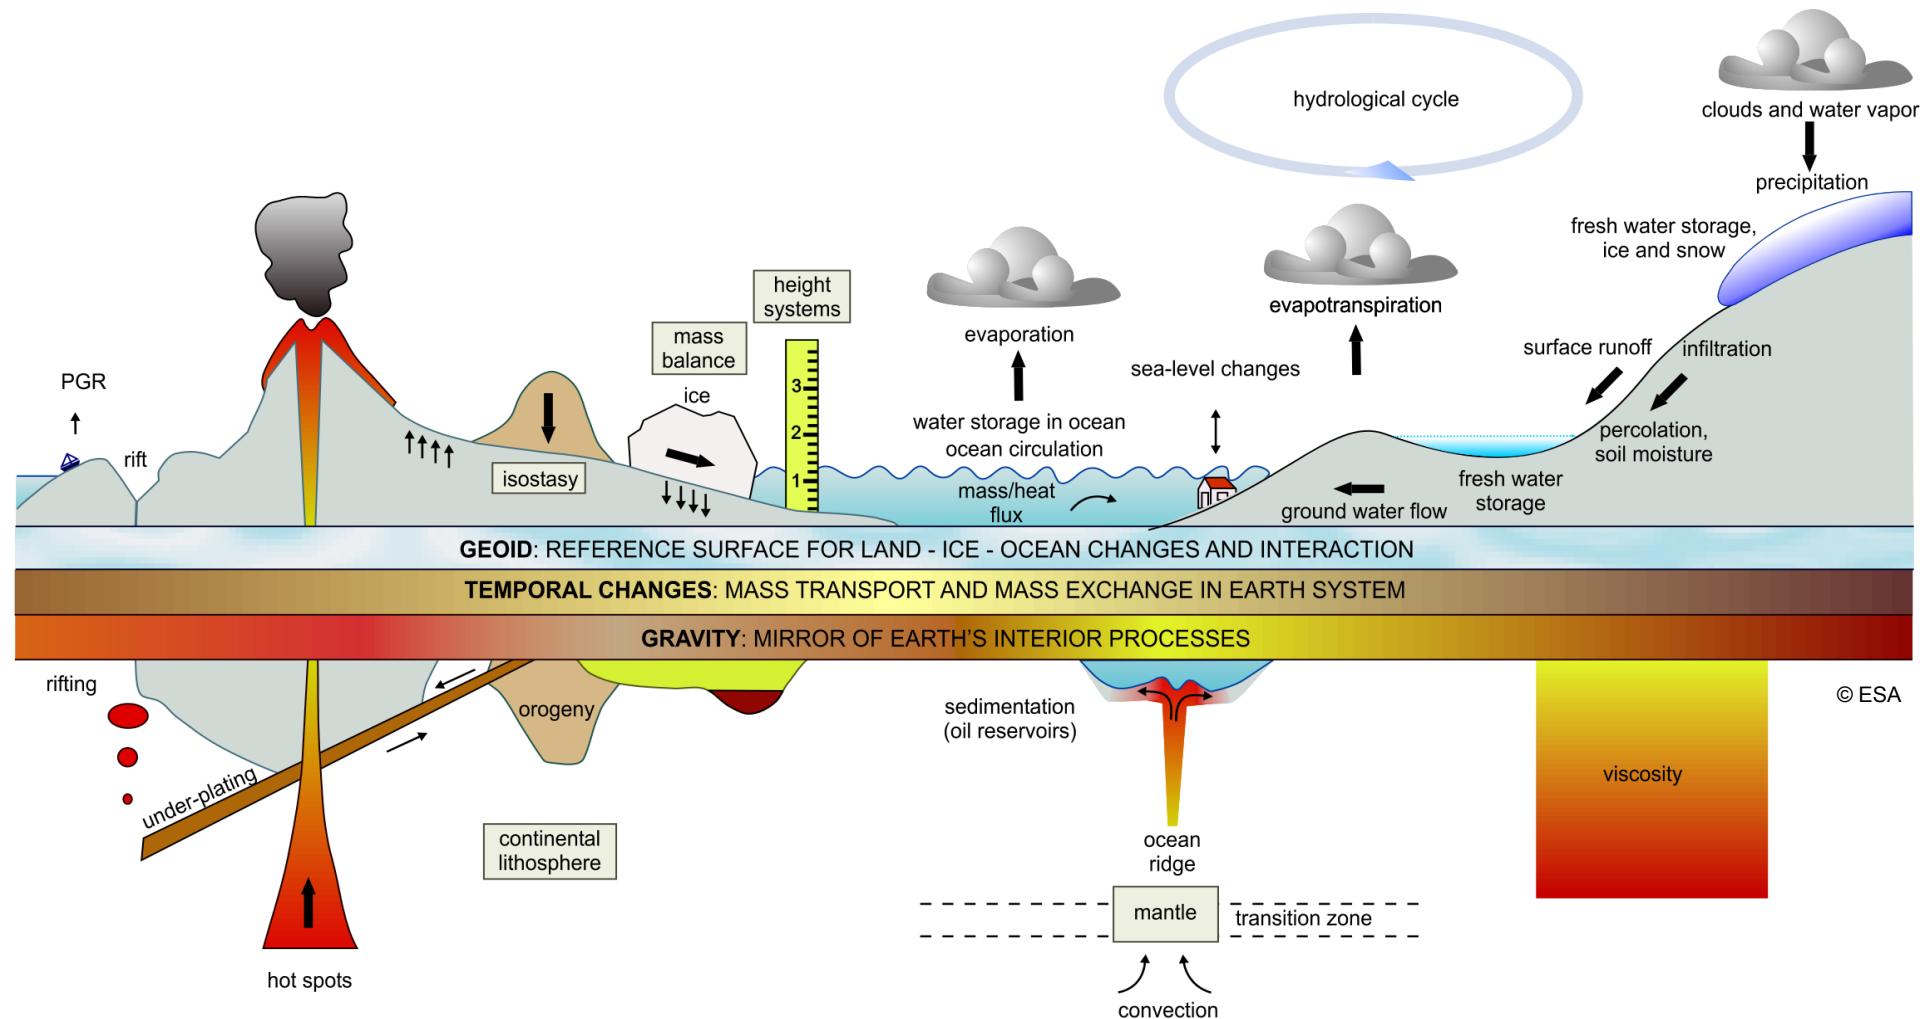 hydrological cycle
clouds and water vapor
precipitation
fresh water storage,
ice and snow
height
systems
mass
balance
ice
evaporation
evapotranspiration
sea-level changes
surface runoff
infiltration
PGR
rift
3
2
1
water storage in ocean
ocean circulation
percolation,
soil moisture
isostasy
mass/heat
flux
fresh water
storage
ground water flow
GEOID: REFERENCE SURFACE FOR LAND - ICE - OCEAN CHANGES AND INTERACTION
TEMPORAL CHANGES: MASS TRANSPORT AND MASS EXCHANGE IN EARTH SYSTEM
GRAVITY: MIRROR OF EARTH'S INTERIOR PROCESSES
rifting
© ESA
orogeny
sedimentation
(oil reservoirs)
under-plating
viscosity
continental
lithosphere
ocean
ridge
mantle
transition zone
hot spots
convection